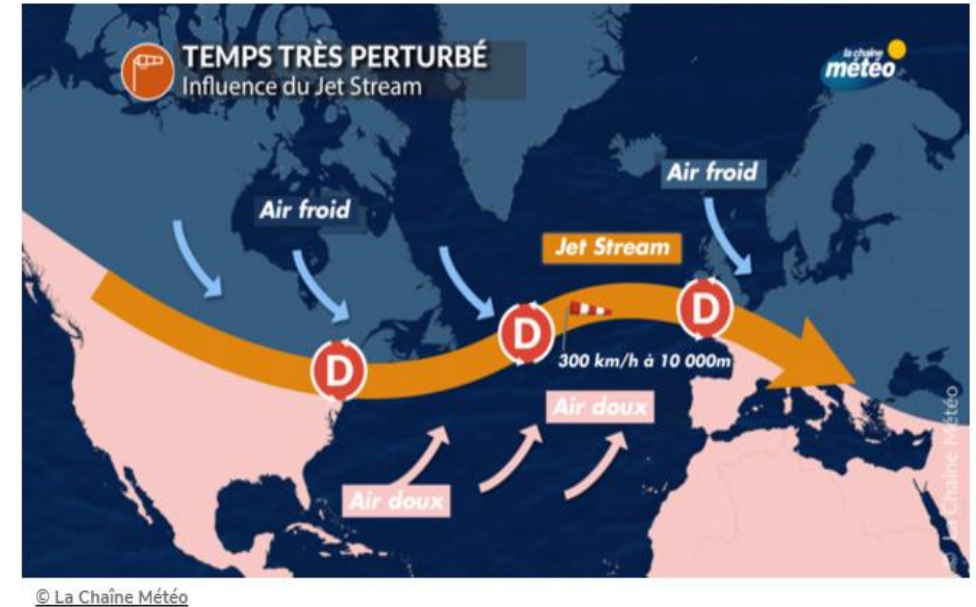 TEMPS TRÈS PERTURBÉ
Influence du Jet Stream
la chaîne
météo
Air froid
Air froid
Jet Stream
D
D
D
300 km/h à 10 000m
Air doux
Air doux
© La Chaîne Météo
© La Chaîne Météo